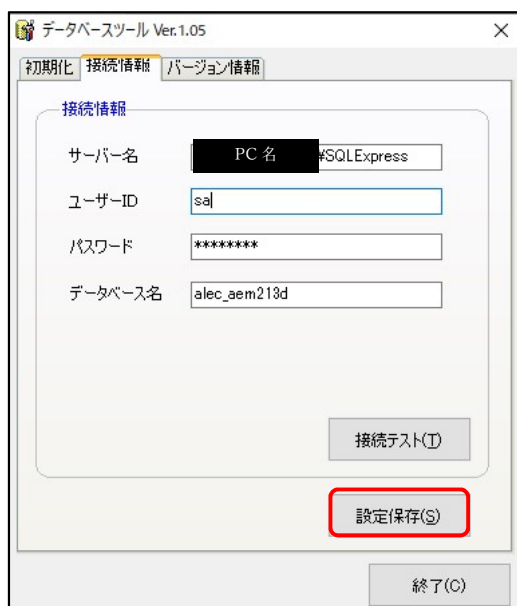 データベースツール Ver.1.05
初期化 接続情報 バージョン情報
接続情報
サーバー名 PC 名 ¥SQLExpress
ユーザーID sa
パスワード ********
データベース名 alec_aem213d
接続テスト(T)
設定保存(S)
終了(C)